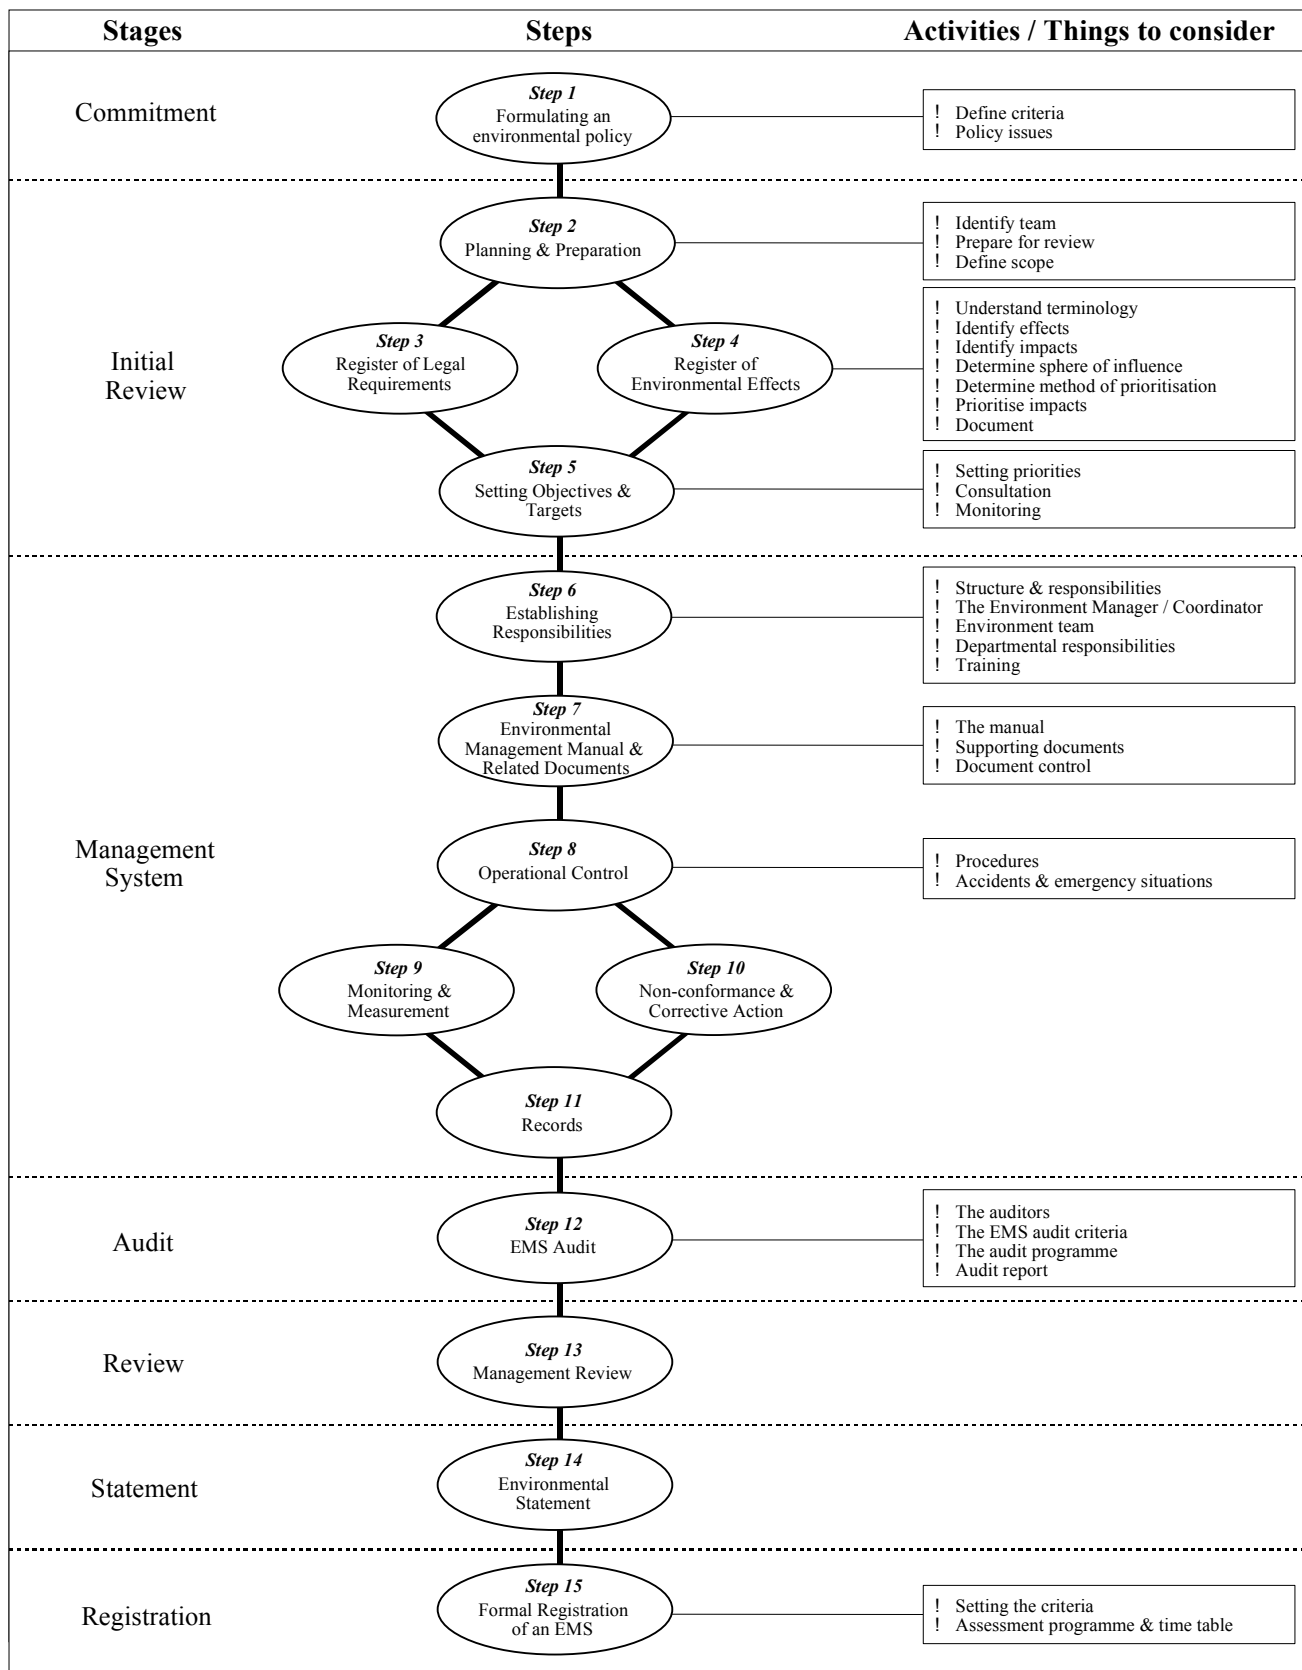 Stages Steps Activities / Things to consider
Commitment
Step 1
Formulating an
environmental policy
! Define criteria
! Policy issues
Initial
Review
Step 2
Planning & Preparation
! Identify team
! Prepare for review
! Define scope
Step 3
Register of Legal
Requirements
Step 4
Register of
Environmental Effects
! Understand terminology
! Identify effects
! Identify impacts
! Determine sphere of influence
! Determine method of prioritisation
! Prioritise impacts
! Document
Step 5
Setting Objectives &
Targets
! Setting priorities
! Consultation
! Monitoring
Management
System
Step 6
Establishing
Responsibilities
! Structure & responsibilities
! The Environment Manager / Coordinator
! Environment team
! Departmental responsibilities
! Training
Step 7
Environmental
Management Manual &
Related Documents
! The manual
! Supporting documents
! Document control
Step 8
Operational Control
! Procedures
! Accidents & emergency situations
Step 9
Monitoring &
Measurement
Step 10
Non-conformance &
Corrective Action
Step 11
Records
Audit
Step 12
EMS Audit
! The auditors
! The EMS audit criteria
! The audit programme
! Audit report
Review
Step 13
Management Review
Statement
Step 14
Environmental
Statement
Registration
Step 15
Formal Registration
of an EMS
! Setting the criteria
! Assessment programme & time table